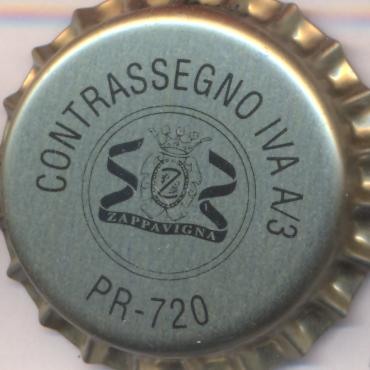 CONTRASSEGNO IVA A/3
Z
ZAPPAVIGNA
PR-720